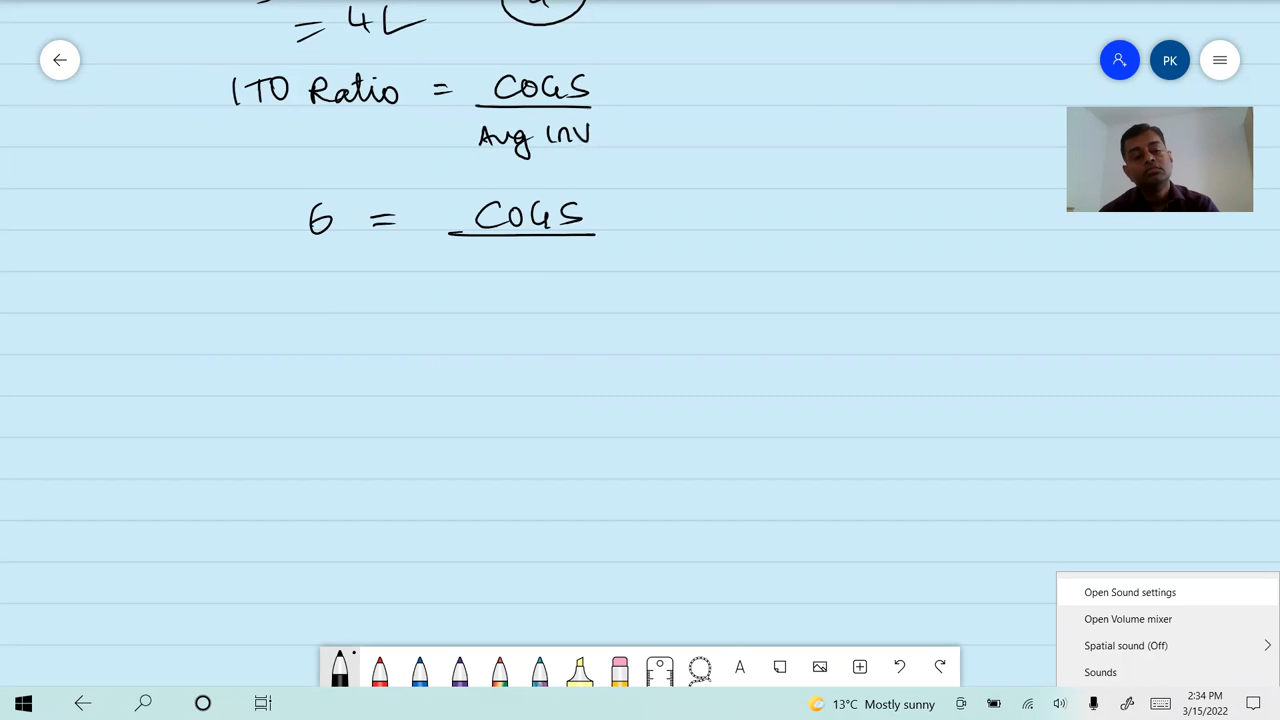 = 4L
ITO Ratio = COGS
Avg INV
PK
6 = COGS
Open Sound settings
Open Volume mixer
Spatial sound (Off)
Sounds
A
13°C Mostly sunny
2:34 PM
3/15/2022